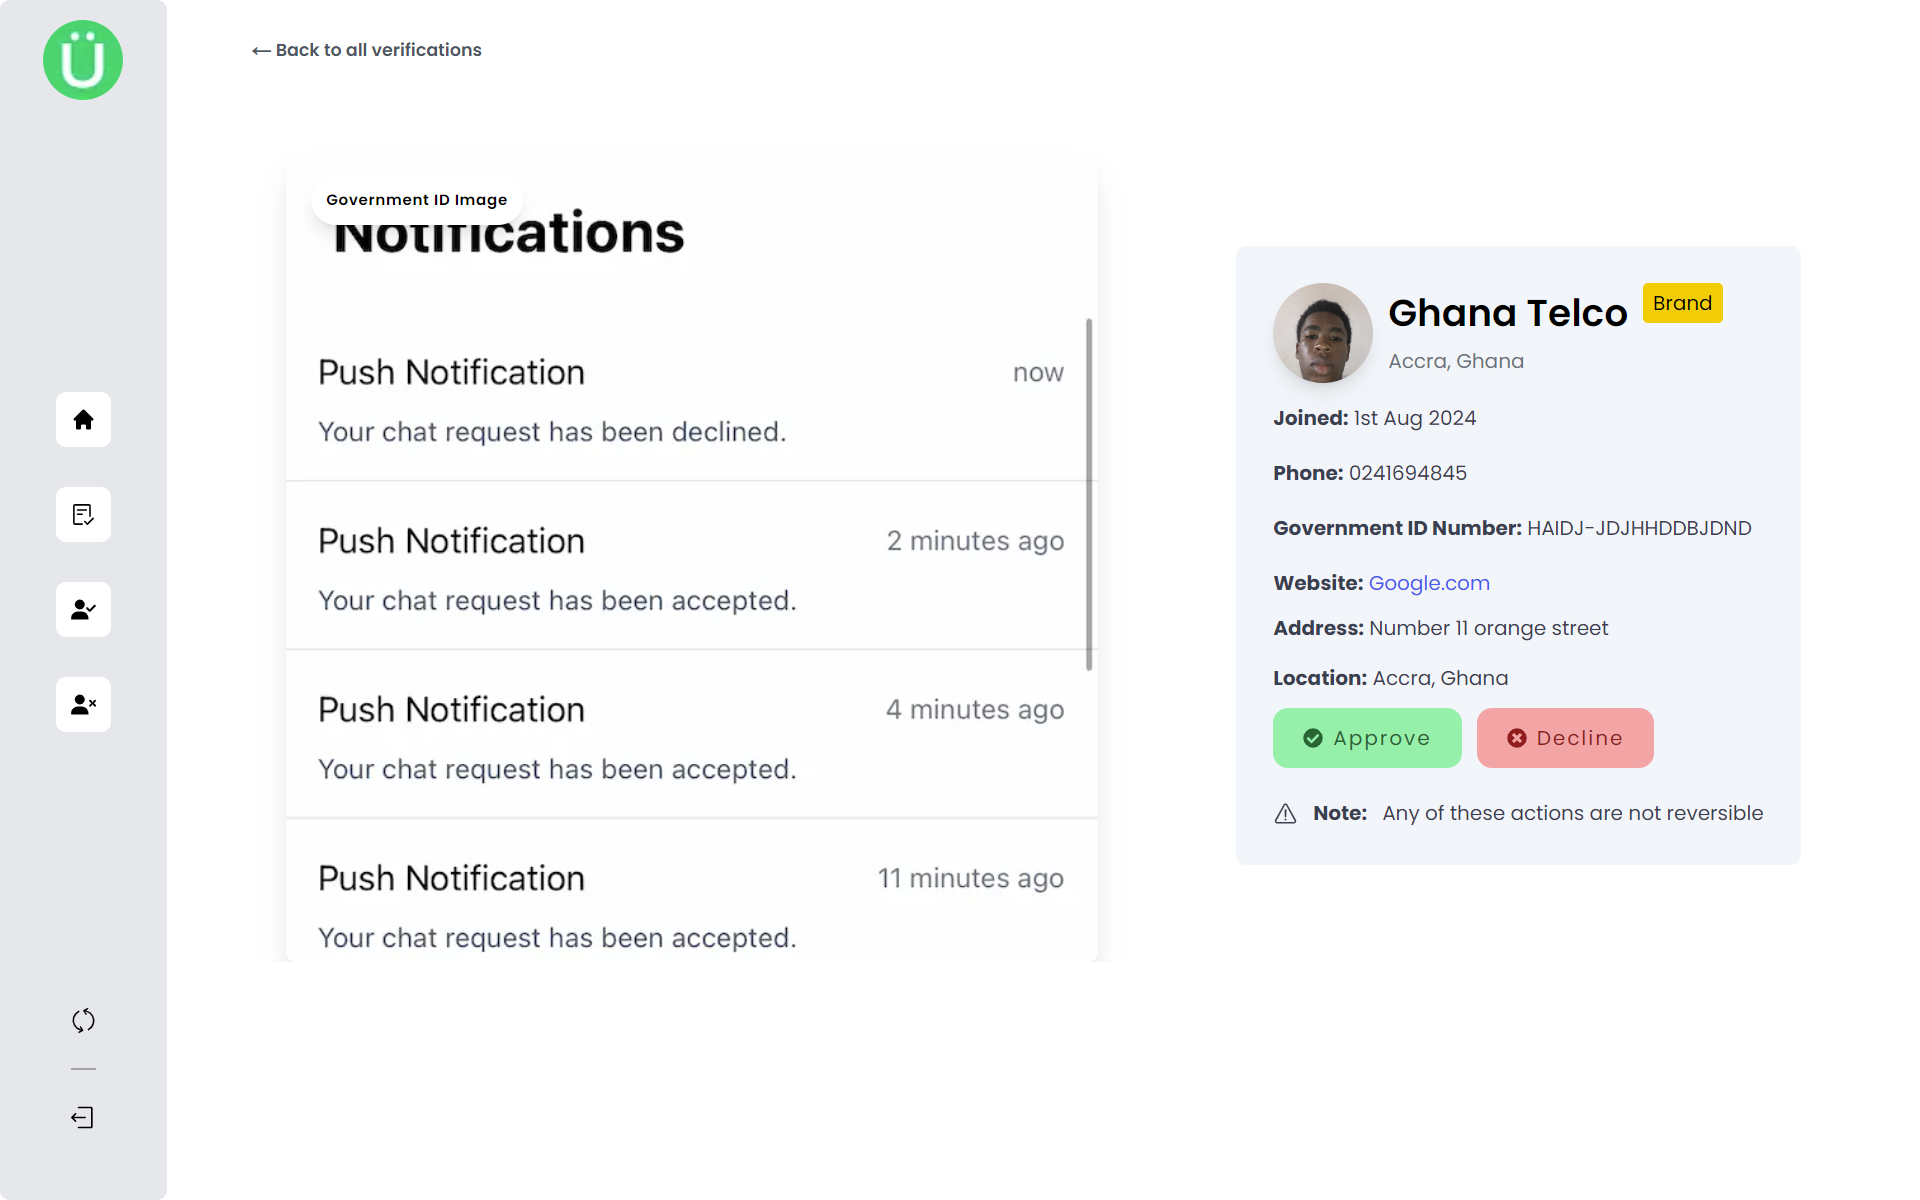 Ü
← Back to all verifications
Government ID Image
Notifications
Push Notification now
Your chat request has been declined.
Push Notification 2 minutes ago
Your chat request has been accepted.
Push Notification 4 minutes ago
Your chat request has been accepted.
Push Notification 11 minutes ago
Your chat request has been accepted.
Ghana Telco Brand
Accra, Ghana
Joined: 1st Aug 2024
Phone: 0241694845
Government ID Number: HAIDJ-JDJHHDDBJDND
Website: Google.com
Address: Number 11 orange street
Location: Accra, Ghana
Approve Decline
Note: Any of these actions are not reversible